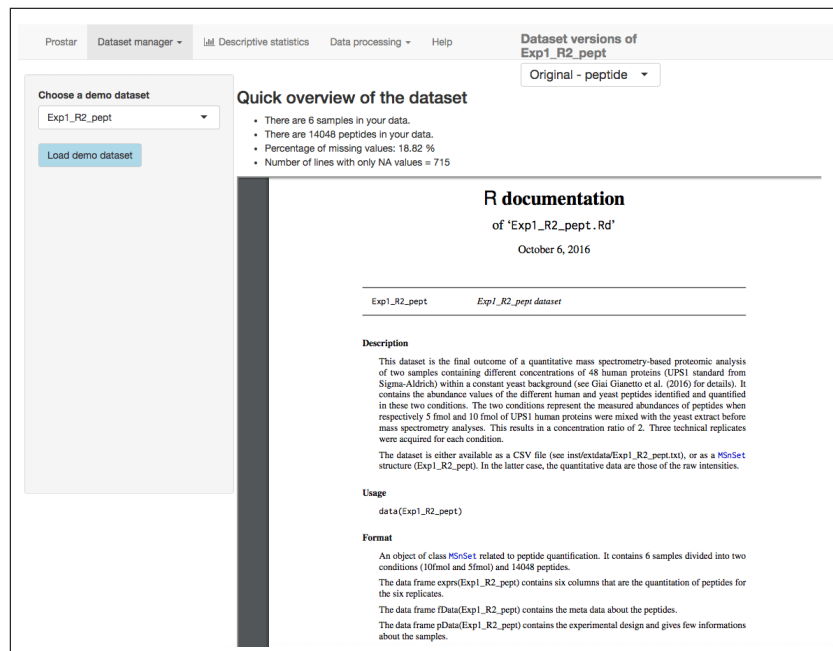 Prostar Dataset manager Descriptive statistics Data processing Help
Dataset versions of
Exp1_R2_pept
Original - peptide
Choose a demo dataset
Exp1_R2_pept
Load demo dataset
Quick overview of the dataset
• There are 6 samples in your data.
• There are 14048 peptides in your data.
• Percentage of missing values: 18.82 %
• Number of lines with only NA values = 715
R documentation
of ‘Exp1_R2_pept.Rd’
October 6, 2016
Exp1_R2_pept Exp1_R2_pept dataset
Description
This dataset is the final outcome of a quantitative mass spectrometry-based proteomic analysis
of two samples containing different concentrations of 48 human proteins (UPS1 standard from
Sigma-Aldrich) within a constant yeast background (see Giai Gianetto et al. (2016) for details). It
contains the abundance values of the different human and yeast peptides identified and quantified
in these two conditions. The two conditions represent the measured abundances of peptides when
respectively 5 fmol and 10 fmol of UPS1 human proteins were mixed with the yeast extract before
mass spectrometry analyses. This results in a concentration ratio of 2. Three technical replicates
were acquired for each condition.
The dataset is either available as a CSV file (see inst/extdata/Exp1_R2_pept.txt), or as a MSnSet
structure (Exp1_R2_pept). In the latter case, the quantitative data are those of the raw intensities.
Usage
data(Exp1_R2_pept)
Format
An object of class MSnSet related to peptide quantification. It contains 6 samples divided into two
conditions (10fmol and 5fmol) and 14048 peptides.
The data frame exprs(Exp1_R2_pept) contains six columns that are the quantitation of peptides for
the six replicates.
The data frame fData(Exp1_R2_pept) contains the meta data about the peptides.
The data frame pData(Exp1_R2_pept) contains the experimental design and gives few informations
about the samples.